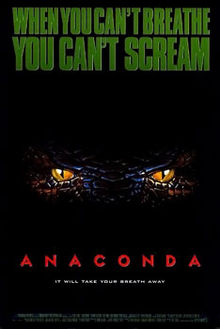 WHEN YOU CAN'T BREATHE
YOU CAN'T SCREAM
ANACONDA
IT WILL TAKE YOUR BREATH AWAY